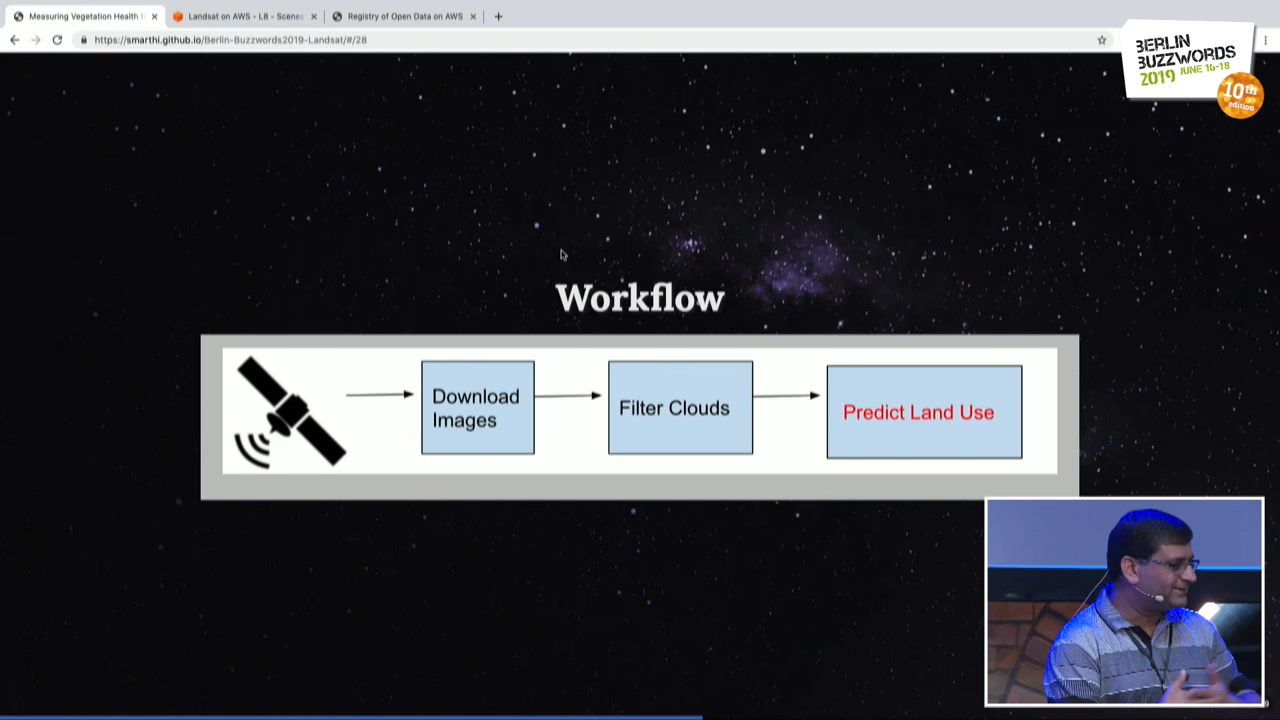 Measuring Vegetation Health t
Landsat on AWS - L8 - Scenes
Registry of Open Data on AWS
https://smarthi.github.io/Berlin-Buzzwords2019-Landsat/#/28
BERLIN
BUZZWORDS
2019 JUNE 16-18
10th
edition
Workflow
Download
Images
Filter Clouds
Predict Land Use